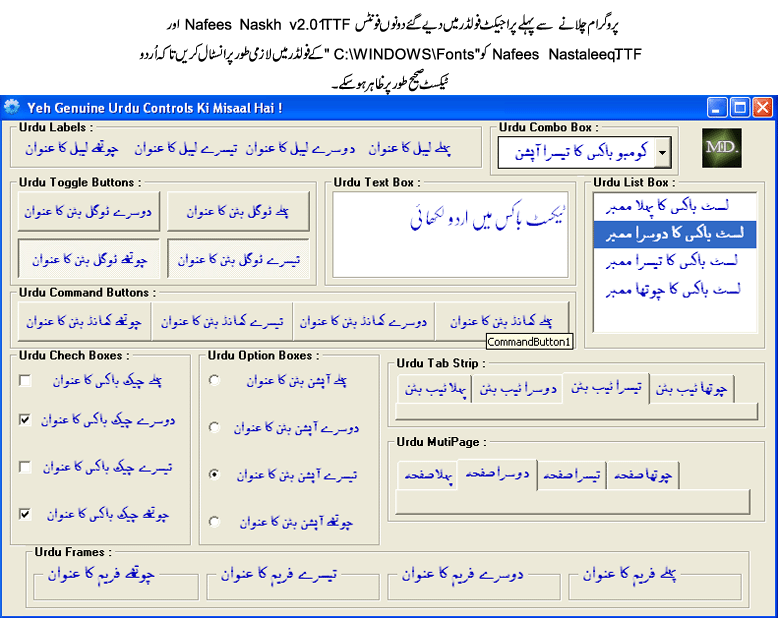 پروگرام چلانے سے پہلے پراجیکٹ فولڈر میں دیے گئے دونوں فونٹس Nafees Naskh v2.01TTF اور
Nafees NastaleeqTTF کو "C:\WINDOWS\Fonts" کے فولڈر میں لازمی طور پر انسٹال کریں تا کہ اُردو
ٹیکسٹ صحیح طور پر ظاہر ہو سکے۔
Yeh Genuine Urdu Controls Ki Misaal Hai !
Urdu Labels :
پہلے لیبل کا عنوان دوسرے لیبل کا عنوان تیسرے لیبل کا عنوان چوتھے لیبل کا عنوان
Urdu Combo Box :
کومبو باکس کا تیسرا آپشن
MD.
Urdu Toggle Buttons :
پہلے ٹوگل بٹن کا عنوان دوسرے ٹوگل بٹن کا عنوان
تیسرے ٹوگل بٹن کا عنوان چوتھے ٹوگل بٹن کا عنوان
Urdu Text Box :
ٹیکسٹ باکس میں اردو لکھائی
Urdu List Box :
لسٹ باکس کا پہلا ممبر
لسٹ باکس کا دوسرا ممبر
لسٹ باکس کا تیسرا ممبر
لسٹ باکس کا چوتھا ممبر
Urdu Command Buttons :
پہلے کمانڈ بٹن کا عنوان دوسرے کمانڈ بٹن کا عنوان تیسرے کمانڈ بٹن کا عنوان چوتھے کمانڈ بٹن کا عنوان
CommandButton1
Urdu Chech Boxes :
پہلے چیک باکس کا عنوان
دوسرے چیک باکس کا عنوان
تیسرے چیک باکس کا عنوان
چوتھے چیک باکس کا عنوان
Urdu Option Boxes :
پہلے آپشن بٹن کا عنوان
دوسرے آپشن بٹن کا عنوان
تیسرے آپشن بٹن کا عنوان
چوتھے آپشن بٹن کا عنوان
Urdu Tab Strip :
پہلا ٹیب بٹن دوسرا ٹیب بٹن تیسرا ٹیب بٹن چوتھا ٹیب بٹن
Urdu MutiPage :
پہلا صفحہ دوسرا صفحہ تیسرا صفحہ چوتھا صفحہ
Urdu Frames :
پہلے فریم کا عنوان دوسرے فریم کا عنوان تیسرے فریم کا عنوان چوتھے فریم کا عنوان